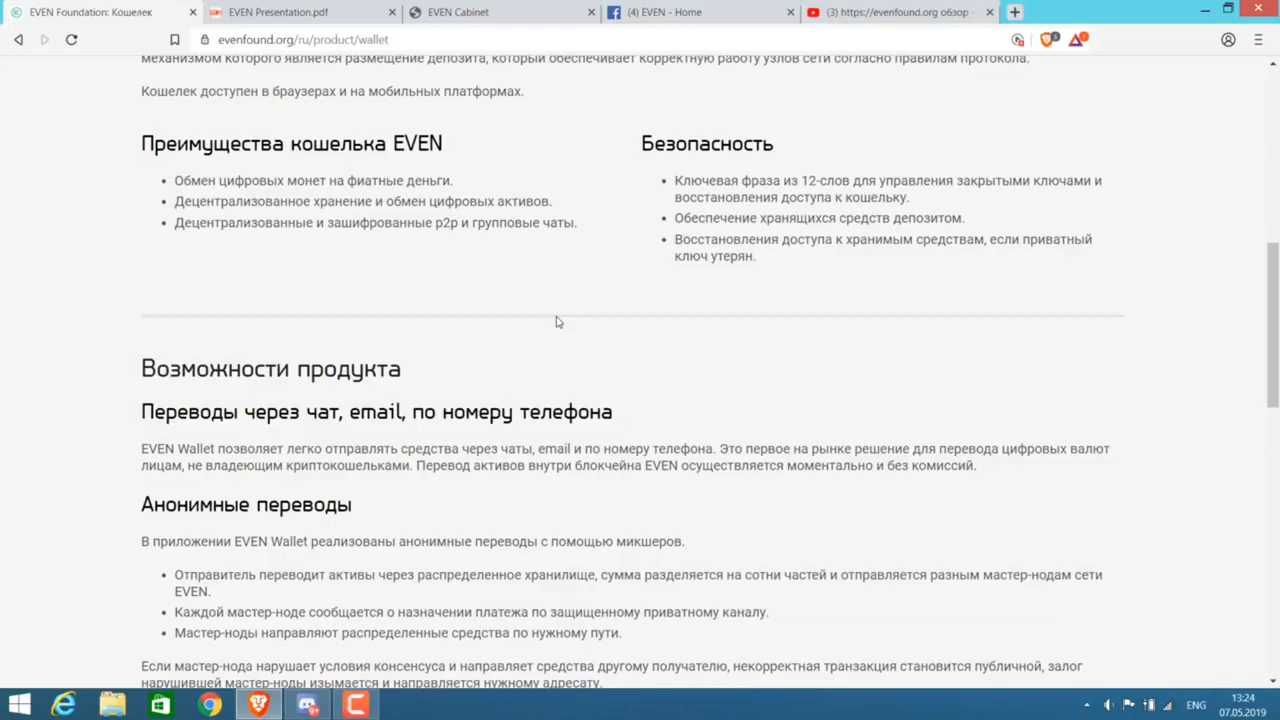 EVEN Foundation: Кошелек
EVEN Presentation.pdf
EVEN Cabinet
(4) EVEN - Home
(3) https://evenfound.org обзор -
evenfound.org/ru/product/wallet
механизмом которого является размещение депозита, который обеспечивает корректную работу узлов сети согласно правилам протокола.
Кошелек доступен в браузерах и на мобильных платформах.
Преимущества кошелька EVEN
Обмен цифровых монет на фиатные деньги.
Децентрализованное хранение и обмен цифровых активов.
Децентрализованные и зашифрованные p2p и групповые чаты.
Безопасность
Ключевая фраза из 12-слов для управления закрытыми ключами и
восстановления доступа к кошельку.
Обеспечение хранящихся средств депозитом.
Восстановления доступа к хранимым средствам, если приватный
ключ утерян.
Возможности продукта
Переводы через чат, email, по номеру телефона
EVEN Wallet позволяет легко отправлять средства через чаты, email и по номеру телефона. Это первое на рынке решение для перевода цифровых валют
лицам, не владеющим криптокошельками. Перевод активов внутри блокчейна EVEN осуществляется моментально и без комиссий.
Анонимные переводы
В приложении EVEN Wallet реализованы анонимные переводы с помощью микшеров.
Отправитель переводит активы через распределенное хранилище, сумма разделяется на сотни частей и отправляется разным мастер-нодам сети
EVEN.
Каждой мастер-ноде сообщается о назначении платежа по защищенному приватному каналу.
Мастер-ноды направляют распределенные средства по нужному пути.
Если мастер-нода нарушает условия консенсуса и направляет средства другому получателю, некорректная транзакция становится публичной, залог
нарушившей мастер-ноды изымается и направляется нужному адресату.
ENG
13:24
07.05.2019